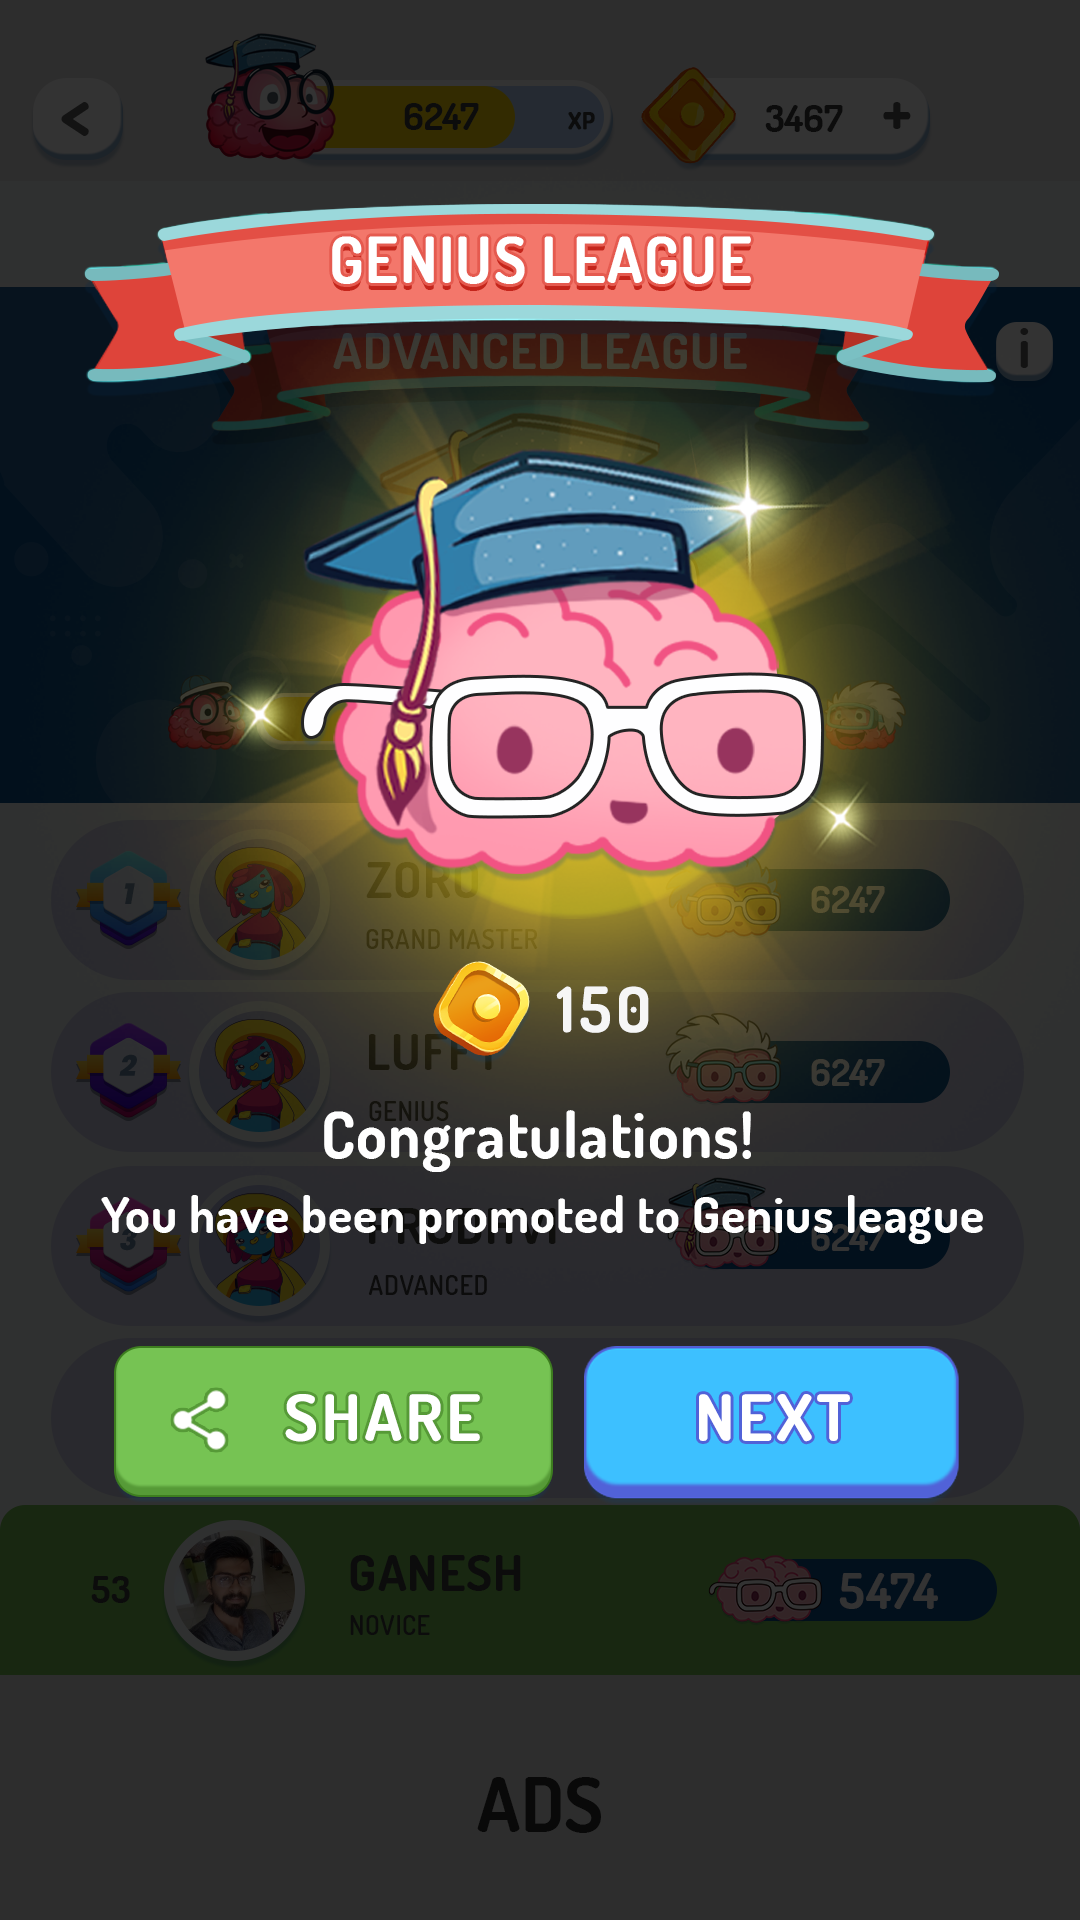 6247 XP
3467 +
GENIUS LEAGUE
ADVANCED LEAGUE
i
1
ZORO
GRAND MASTER
6247
150
2
LUFFY
GENIUS
6247
Congratulations!
You have been promoted to Genius league
3
6247
ADVANCED
SHARE
NEXT
53
GANESH
NOVICE
5474
ADS